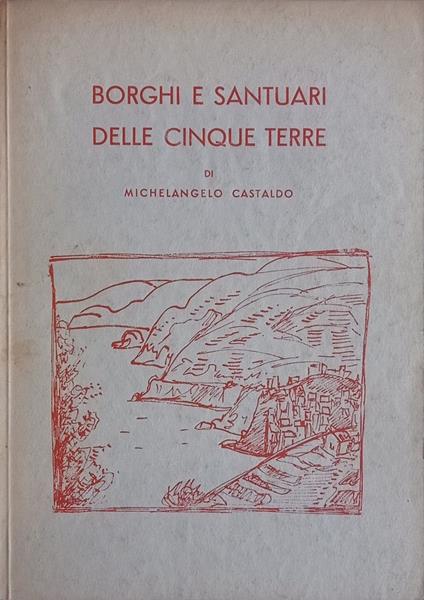 BORGHI E SANTUARI
DELLE CINQUE TERRE
DI
MICHELANGELO CASTALDO